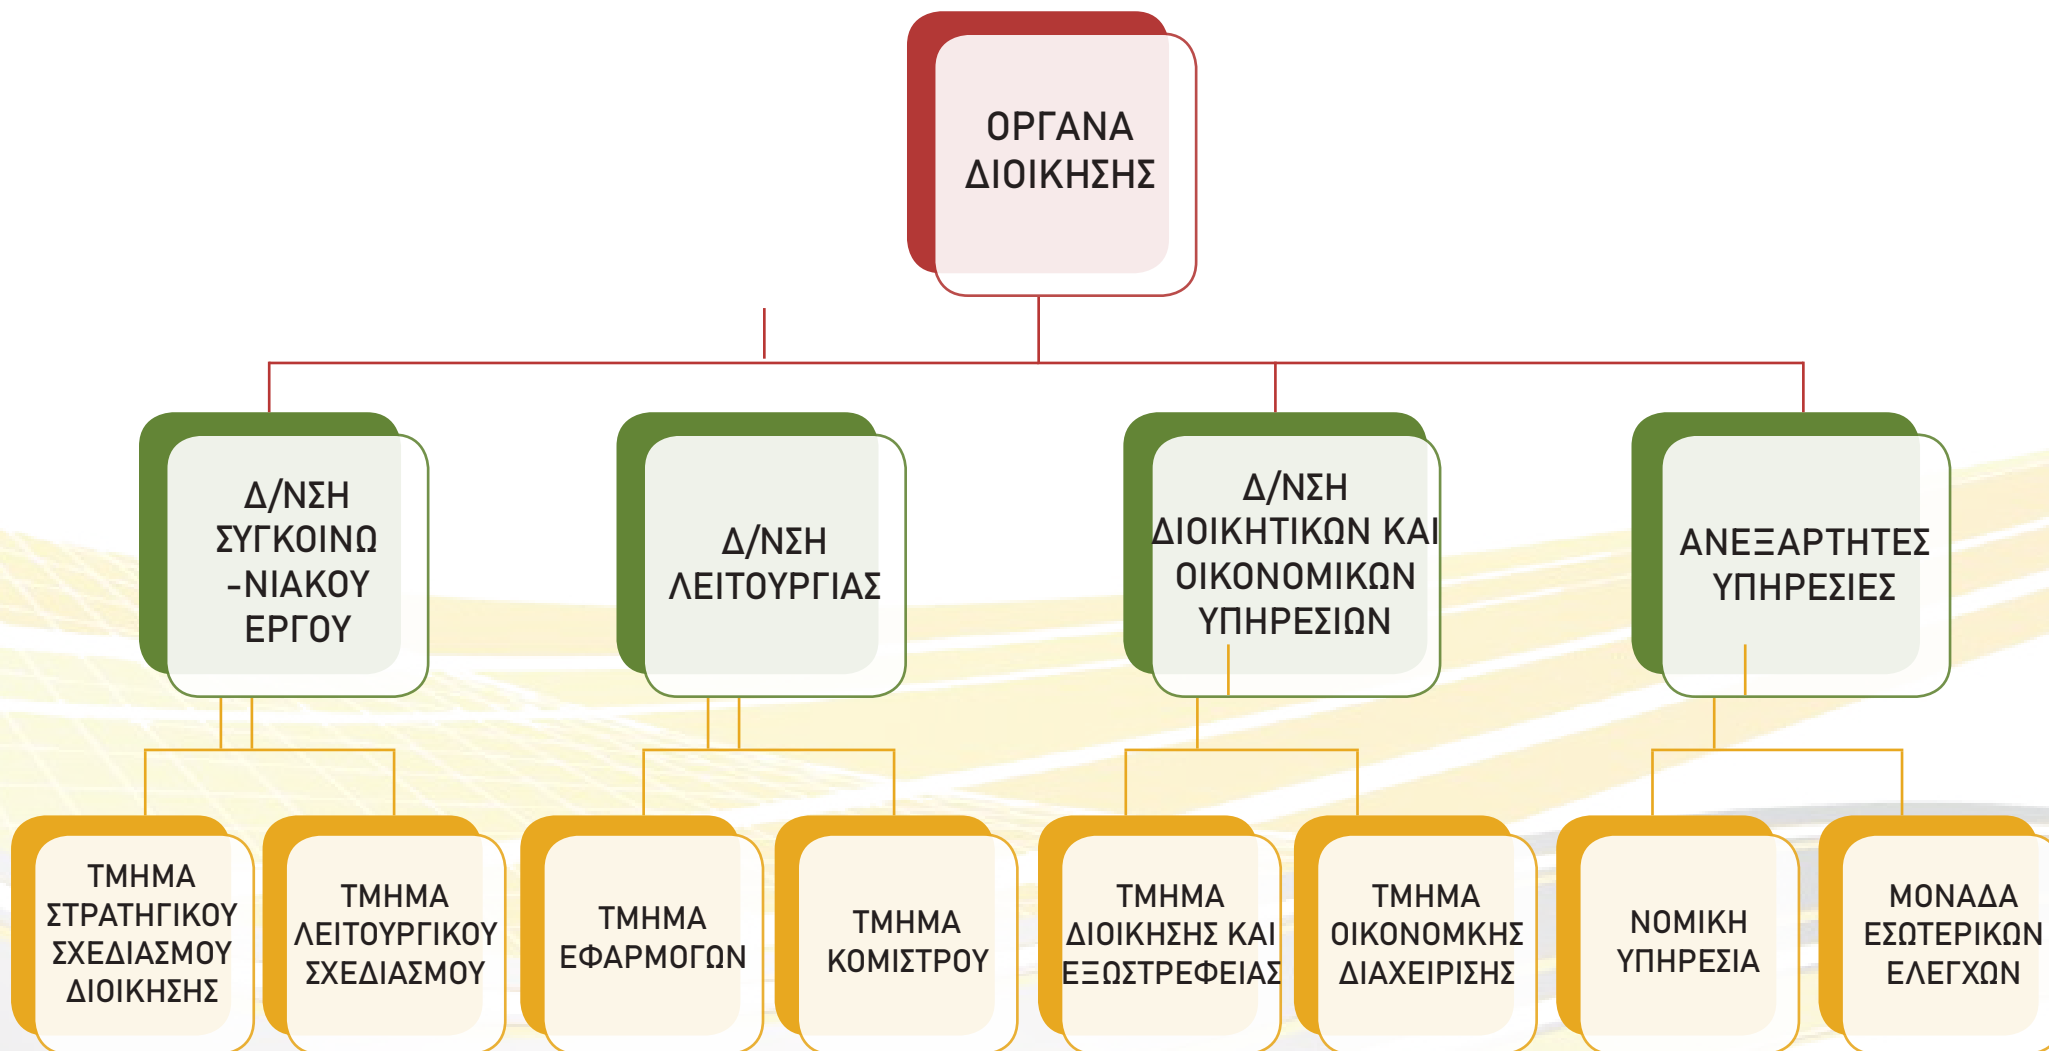 ΟΡΓΑΝΑ
ΔΙΟΙΚΗΣΗΣ
Δ/ΝΣΗ
ΣΥΓΚΟΙΝΩ
-ΝΙΑΚΟΥ
ΕΡΓΟΥ
Δ/ΝΣΗ
ΛΕΙΤΟΥΡΓΙΑΣ
Δ/ΝΣΗ
ΔΙΟΙΚΗΤΙΚΩΝ ΚΑΙ
ΟΙΚΟΝΟΜΙΚΩΝ
ΥΠΗΡΕΣΙΩΝ
ΑΝΕΞΑΡΤΗΤΕΣ
ΥΠΗΡΕΣΙΕΣ
ΤΜΗΜΑ
ΣΤΡΑΤΗΓΙΚΟΥ
ΣΧΕΔΙΑΣΜΟΥ
ΔΙΟΙΚΗΣΗΣ
ΤΜΗΜΑ
ΛΕΙΤΟΥΡΓΙΚΟΥ
ΣΧΕΔΙΑΣΜΟΥ
ΤΜΗΜΑ
ΕΦΑΡΜΟΓΩΝ
ΤΜΗΜΑ
ΚΟΜΙΣΤΡΟΥ
ΤΜΗΜΑ
ΔΙΟΙΚΗΣΗΣ ΚΑΙ
ΕΞΩΣΤΡΕΦΕΙΑΣ
ΤΜΗΜΑ
ΟΙΚΟΝΟΜΚΗΣ
ΔΙΑΧΕΙΡΙΣΗΣ
ΝΟΜΙΚΗ
ΥΠΗΡΕΣΙΑ
ΜΟΝΑΔΑ
ΕΣΩΤΕΡΙΚΩΝ
ΕΛΕΓΧΩΝ